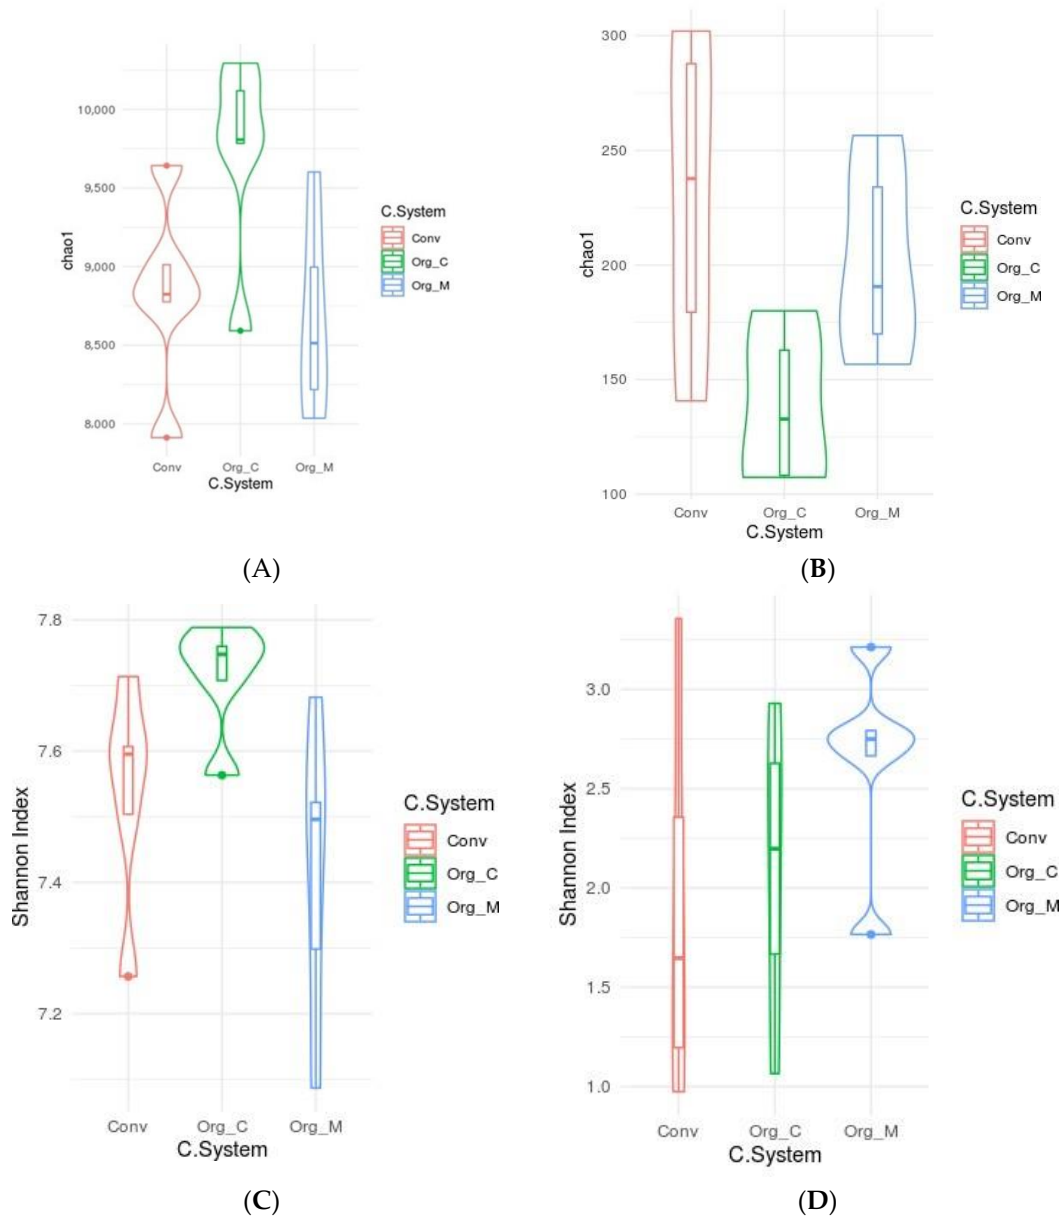 10,000
9,500
9,000
8,500
8,000
chao1
Conv Org_C Org_M
C.System
C.System
Conv
Org_C
Org_M
(A)
300
250
200
150
100
chao1
Conv Org_C Org_M
C.System
C.System
Conv
Org_C
Org_M
(B)
7.8
7.6
7.4
7.2
Shannon Index
Conv Org_C Org_M
C.System
C.System
Conv
Org_C
Org_M
(C)
3.0
2.5
2.0
1.5
1.0
Shannon Index
Conv Org_C Org_M
C.System
C.System
Conv
Org_C
Org_M
(D)